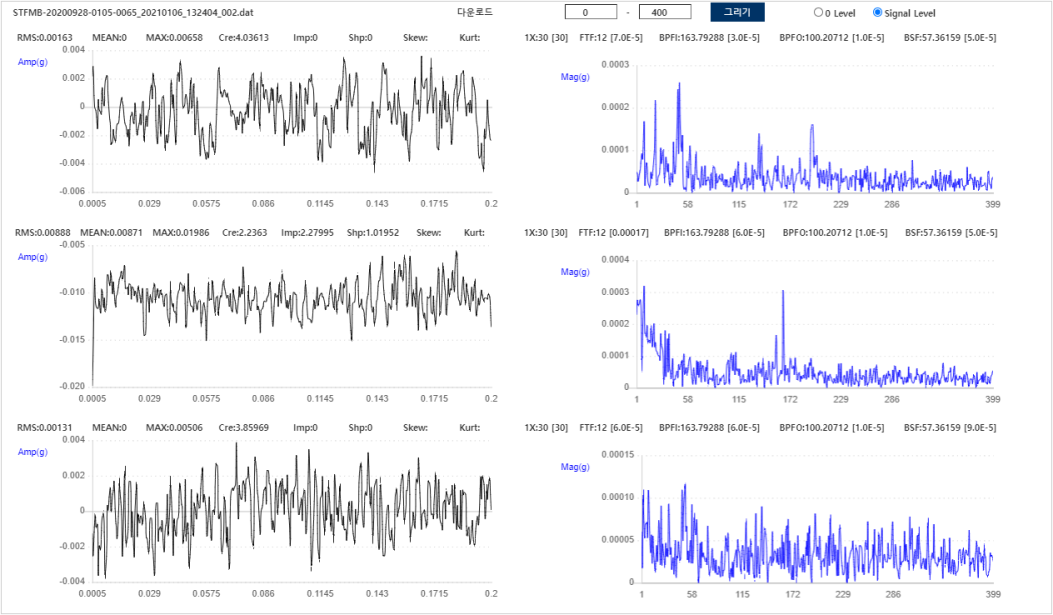 STFMB-20200928-0105-0065_20210106_132404_002.dat 다운로드 0 - 400 그리기 0 Level Signal Level
RMS:0.00163 MEAN:0 MAX:0.00658 Cre:4.03613 Imp:0 Shp:0 Skew: Kurt: 1X:30 [30] FTF:12 [7.0E-5] BPFI:163.79288 [3.0E-5] BPFO:100.20712 [1.0E-5] BSF:57.36159 [5.0E-5]
Amp(g)
0.004
0.002
0
-0.002
-0.004
-0.006
0.0005 0.029 0.0575 0.086 0.1145 0.143 0.1715 0.2
Mag(g)
0.0003
0.0002
0.0001
0
1 58 115 172 229 286 399
RMS:0.00888 MEAN:0.00871 MAX:0.01986 Cre:2.2363 Imp:2.27995 Shp:1.01952 Skew: Kurt: 1X:30 [30] FTF:12 [0.00017] BPFI:163.79288 [6.0E-5] BPFO:100.20712 [1.0E-5] BSF:57.36159 [5.0E-5]
Amp(g)
-0.005
-0.010
-0.015
-0.020
0.0005 0.029 0.0575 0.086 0.1145 0.143 0.1715 0.2
Mag(g)
0.0004
0.0003
0.0002
0.0001
0
1 58 115 172 229 286 399
RMS:0.00131 MEAN:0 MAX:0.00506 Cre:3.85969 Imp:0 Shp:0 Skew: Kurt: 1X:30 [30] FTF:12 [6.0E-5] BPFI:163.79288 [6.0E-5] BPFO:100.20712 [1.0E-5] BSF:57.36159 [9.0E-5]
Amp(g)
0.004
0.002
0
-0.002
-0.004
0.0005 0.029 0.0575 0.086 0.1145 0.143 0.1715 0.2
Mag(g)
0.00015
0.00010
0.00005
0
1 58 115 172 229 286 399